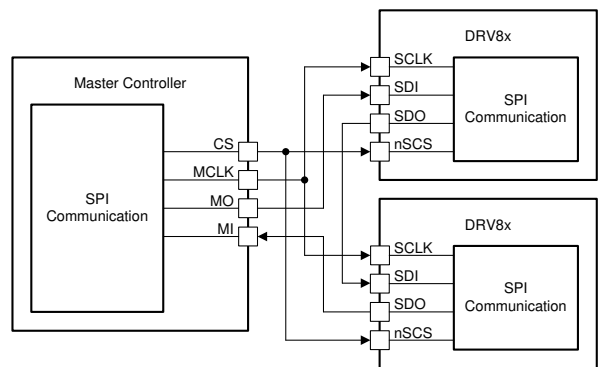 DRV8x
SCLK
SDI
SDO
nSCS
SPI
Communication
Master Controller
CS
MCLK
MO
MI
SPI
Communication
DRV8x
SCLK
SDI
SDO
nSCS
SPI
Communication